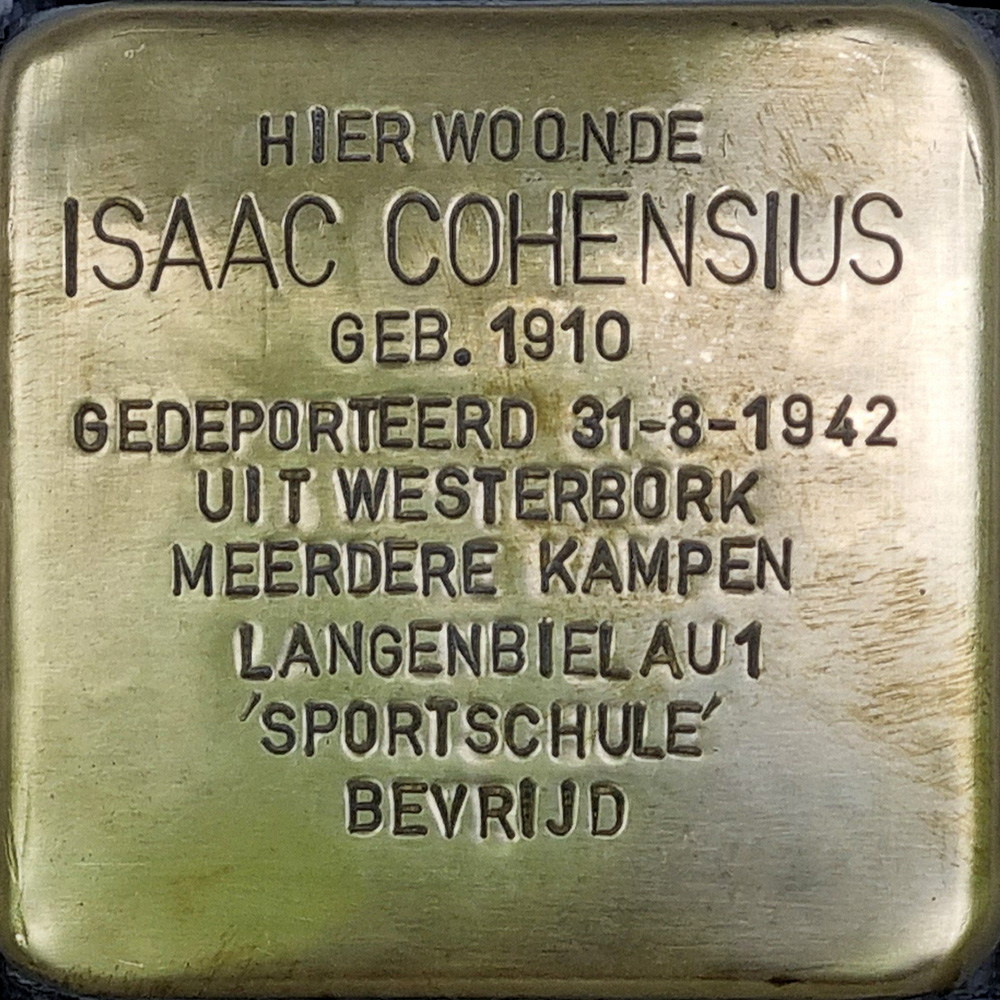 HIER WOONDE
ISAAC COHENSIUS
GEB. 1910
GEDEPORTEERD 31-8-1942
UIT WESTERBORK
MEERDERE KAMPEN
LANGENBIELAU1
'SPORTSCHULE'
BEVRIJD